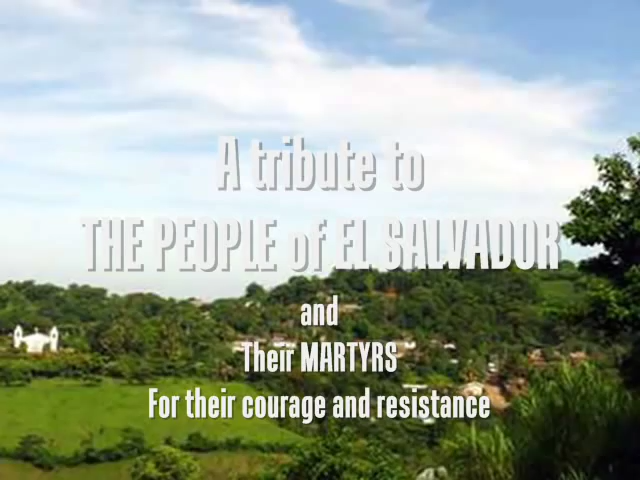 A tribute to
THE PEOPLE of EL SALVADOR
and
Their MARTYRS
For their courage and resistance